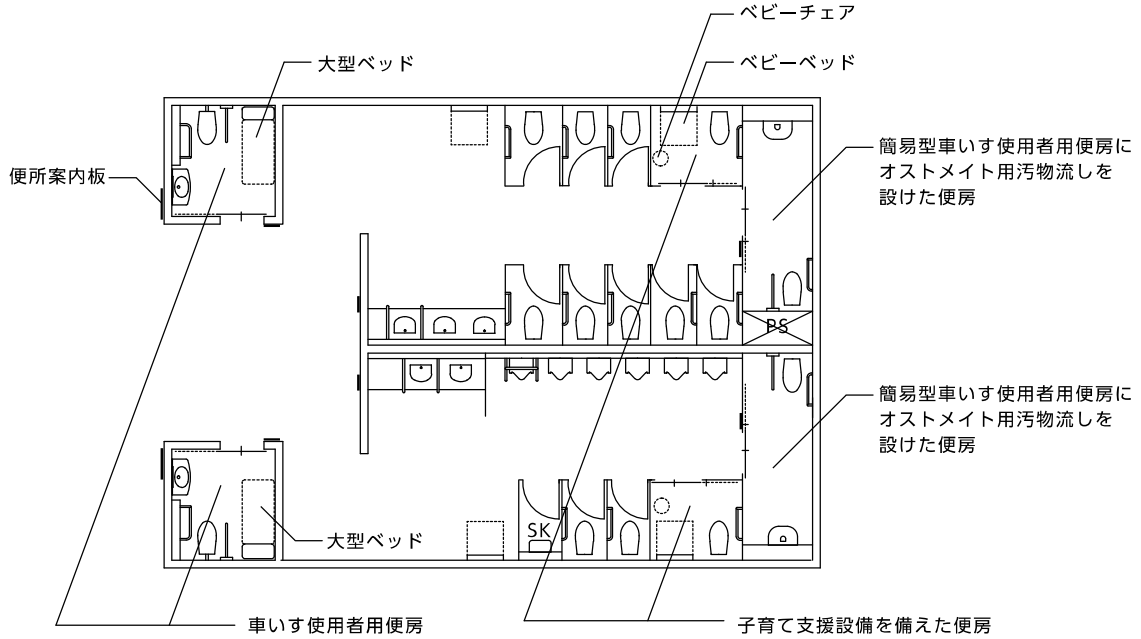 ベビーチェア
大型ベッド
ベビーベッド
簡易型車いす使用者用便房に
オストメイト用汚物流しを
設けた便房
便所案内板
PS
簡易型車いす使用者用便房に
オストメイト用汚物流しを
設けた便房
SK
大型ベッド
車いす使用者用便房
子育て支援設備を備えた便房